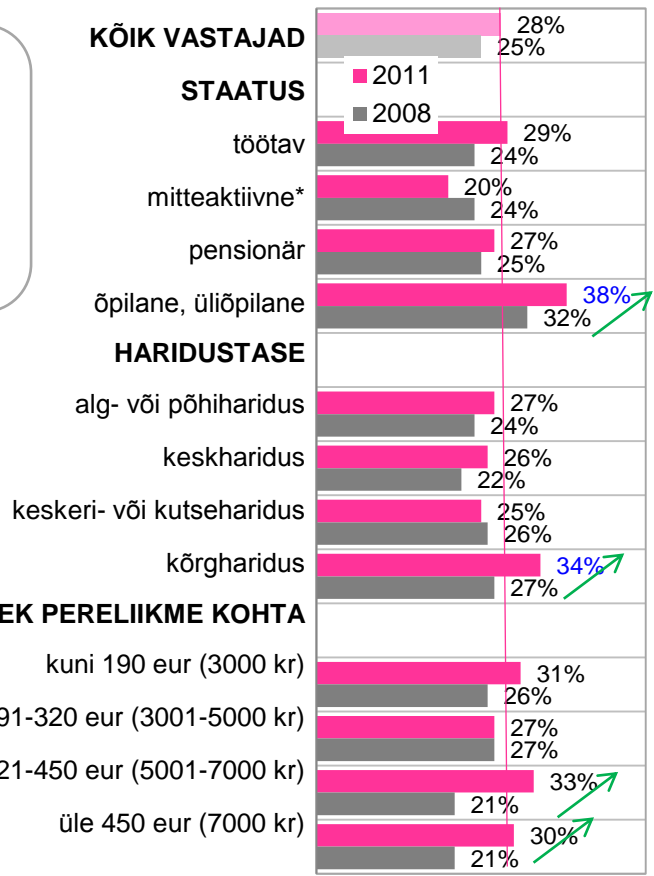 KÕIK VASTAJAD 28%
25%
2011
2008
STAATUS
töötav 29%
24%
mitteaktiivne* 20%
24%
pensionär 27%
25%
õpilane, üliõpilane 38%
32%
HARIDUSTASE
alg- või põhiharidus 27%
24%
keskharidus 26%
22%
keskeri- või kutseharidus 25%
26%
kõrgharidus 34%
27%
EK PERELIIKME KOHTA
kuni 190 eur (3000 kr) 31%
26%
91-320 eur (3001-5000 kr) 27%
27%
21-450 eur (5001-7000 kr) 33%
21%
üle 450 eur (7000 kr) 30%
21%